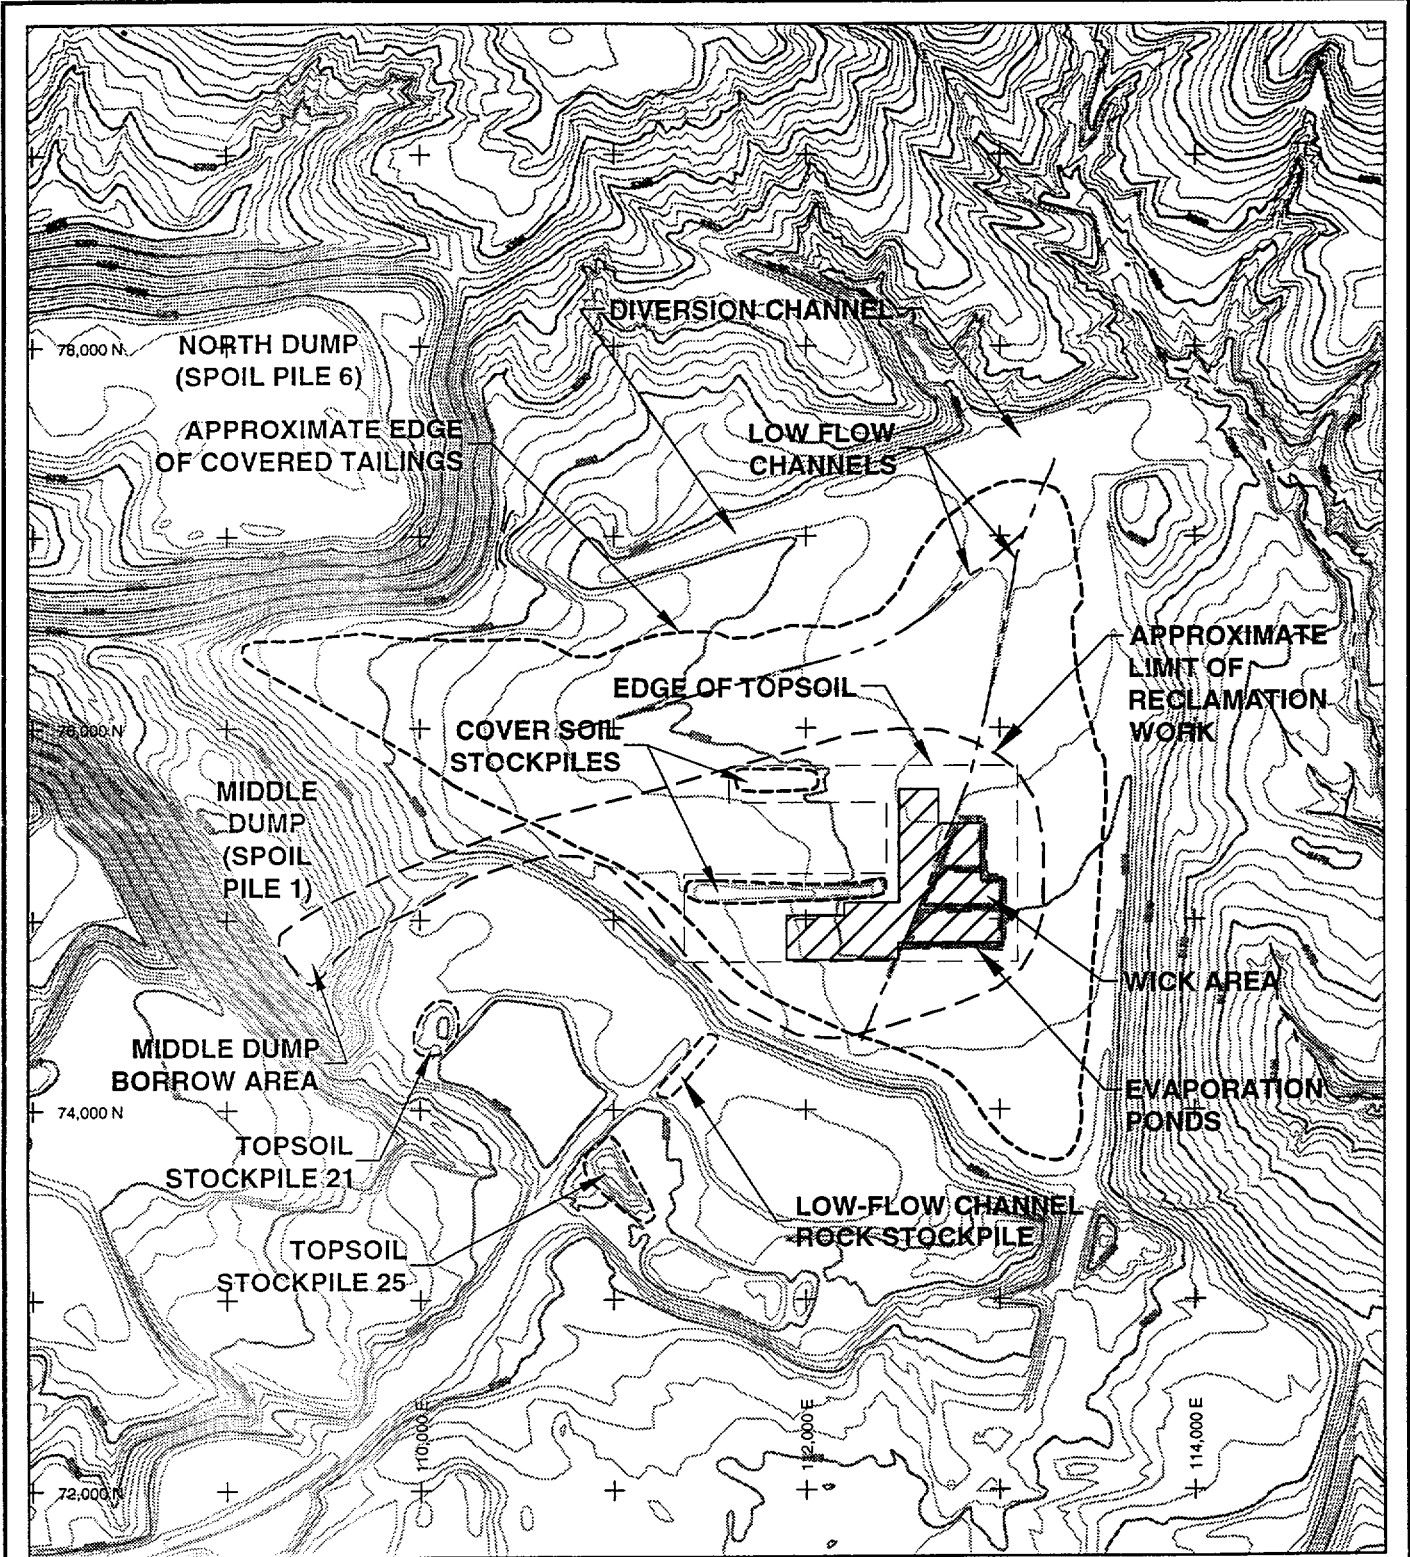 DIVERSION CHANNEL
78,000 N
NORTH DUMP
(SPOIL PILE 6)
APPROXIMATE EDGE
OF COVERED TAILINGS
LOW FLOW
CHANNELS
APPROXIMATE
LIMIT OF
RECLAMATION
WORK
EDGE OF TOPSOIL
76,000 N
COVER SOIL
STOCKPILES
MIDDLE
DUMP
(SPOIL
PILE 1)
WICK AREA
MIDDLE DUMP
BORROW AREA
EVAPORATION
PONDS
74,000 N
TOPSOIL
STOCKPILE 21
LOW-FLOW CHANNEL
ROCK STOCKPILE
TOPSOIL
STOCKPILE 25
110,000 E
112,000 E
114,000 E
72,000 N